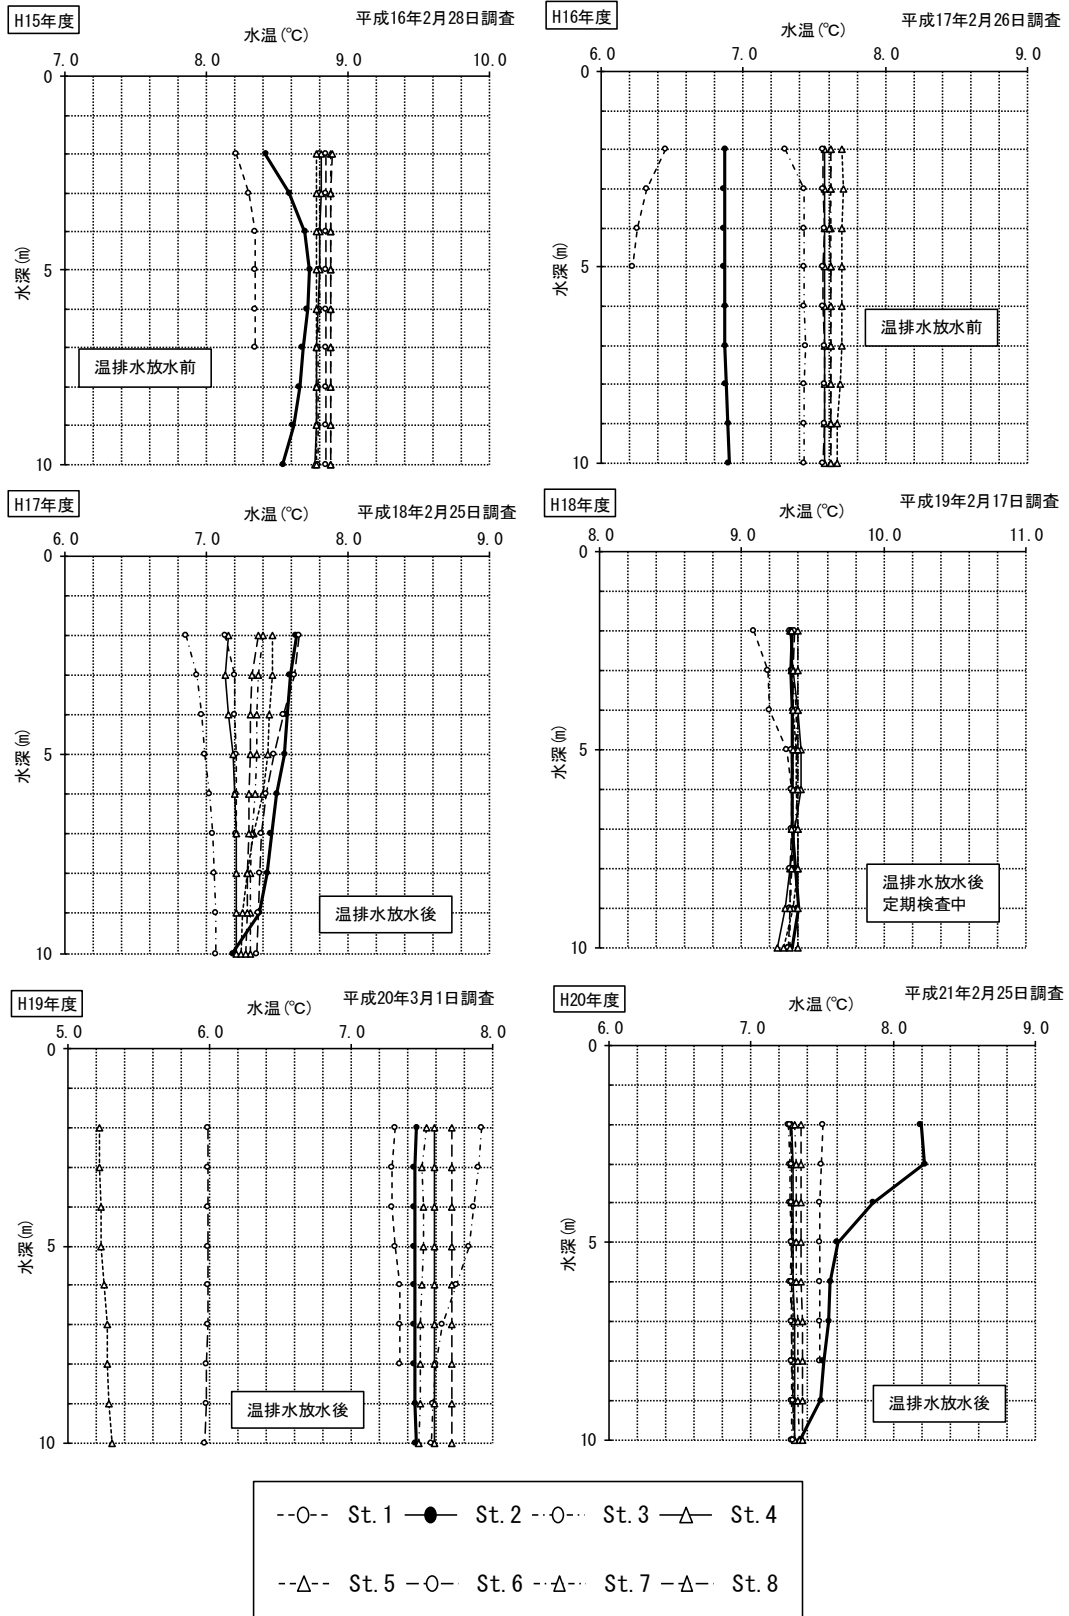 H15年度
平成16年2月28日調査
水温(℃)
7.0 8.0 9.0 10.0
0
5
10
水深(m)
温排水放水前
H16年度
平成17年2月26日調査
水温(℃)
6.0 7.0 8.0 9.0
0
5
10
水深(m)
温排水放水前
H17年度
平成18年2月25日調査
水温(℃)
6.0 7.0 8.0 9.0
0
5
10
水深(m)
温排水放水後
H18年度
平成19年2月17日調査
水温(℃)
8.0 9.0 10.0 11.0
0
5
10
水深(m)
温排水放水後
定期検査中
H19年度
平成20年3月1日調査
水温(℃)
5.0 6.0 7.0 8.0
0
5
10
水深(m)
温排水放水後
H20年度
平成21年2月25日調査
水温(℃)
6.0 7.0 8.0 9.0
0
5
10
水深(m)
温排水放水後
St.1 St.2 St.3 St.4
St.5 St.6 St.7 St.8